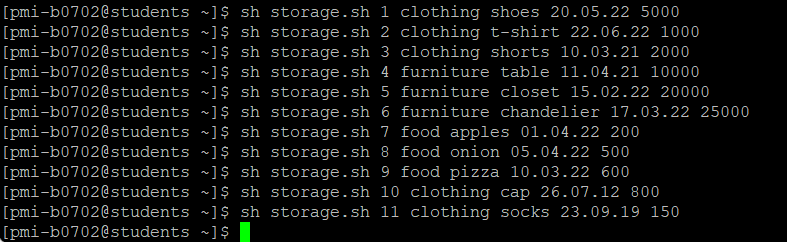 [pmi-b0702@students ~]$ sh storage.sh 1 clothing shoes 20.05.22 5000
[pmi-b0702@students ~]$ sh storage.sh 2 clothing t-shirt 22.06.22 1000
[pmi-b0702@students ~]$ sh storage.sh 3 clothing shorts 10.03.21 2000
[pmi-b0702@students ~]$ sh storage.sh 4 furniture table 11.04.21 10000
[pmi-b0702@students ~]$ sh storage.sh 5 furniture closet 15.02.22 20000
[pmi-b0702@students ~]$ sh storage.sh 6 furniture chandelier 17.03.22 25000
[pmi-b0702@students ~]$ sh storage.sh 7 food apples 01.04.22 200
[pmi-b0702@students ~]$ sh storage.sh 8 food onion 05.04.22 500
[pmi-b0702@students ~]$ sh storage.sh 9 food pizza 10.03.22 600
[pmi-b0702@students ~]$ sh storage.sh 10 clothing cap 26.07.12 800
[pmi-b0702@students ~]$ sh storage.sh 11 clothing socks 23.09.19 150
[pmi-b0702@students ~]$